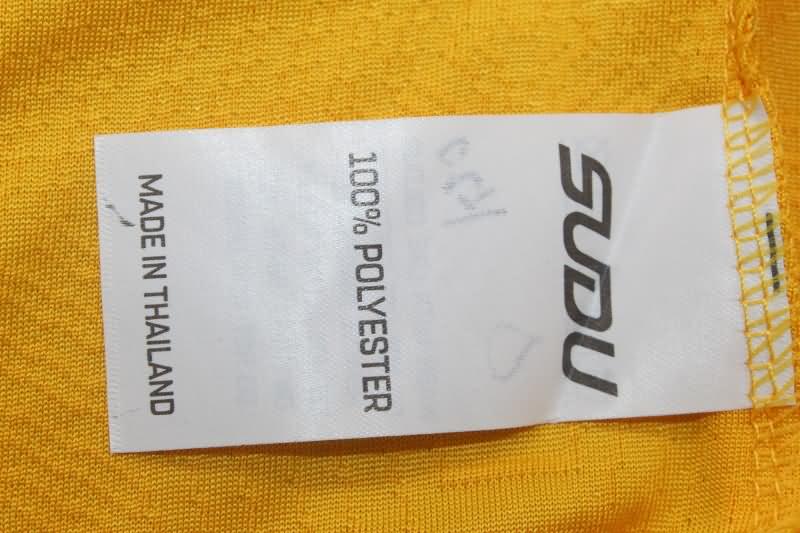 SUDU
100% POLYESTER
MADE IN THAILAND